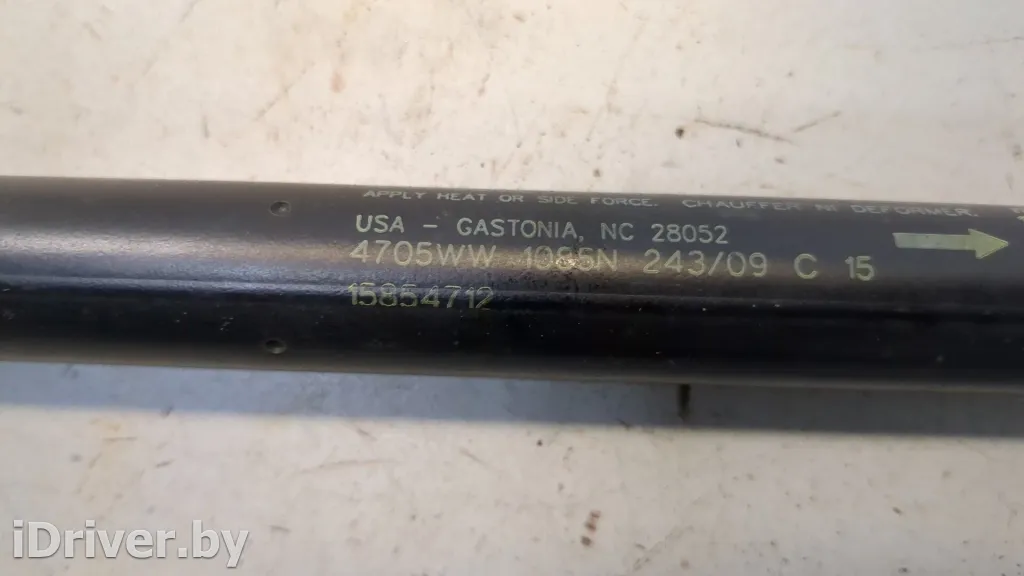 APPLY HEAT OR SIDE FORCE. CHAUFFER NI DEFORMER.
USA - GASTONIA, NC 28052
4705WW 243/09 C 15
15854712
iDriver.by